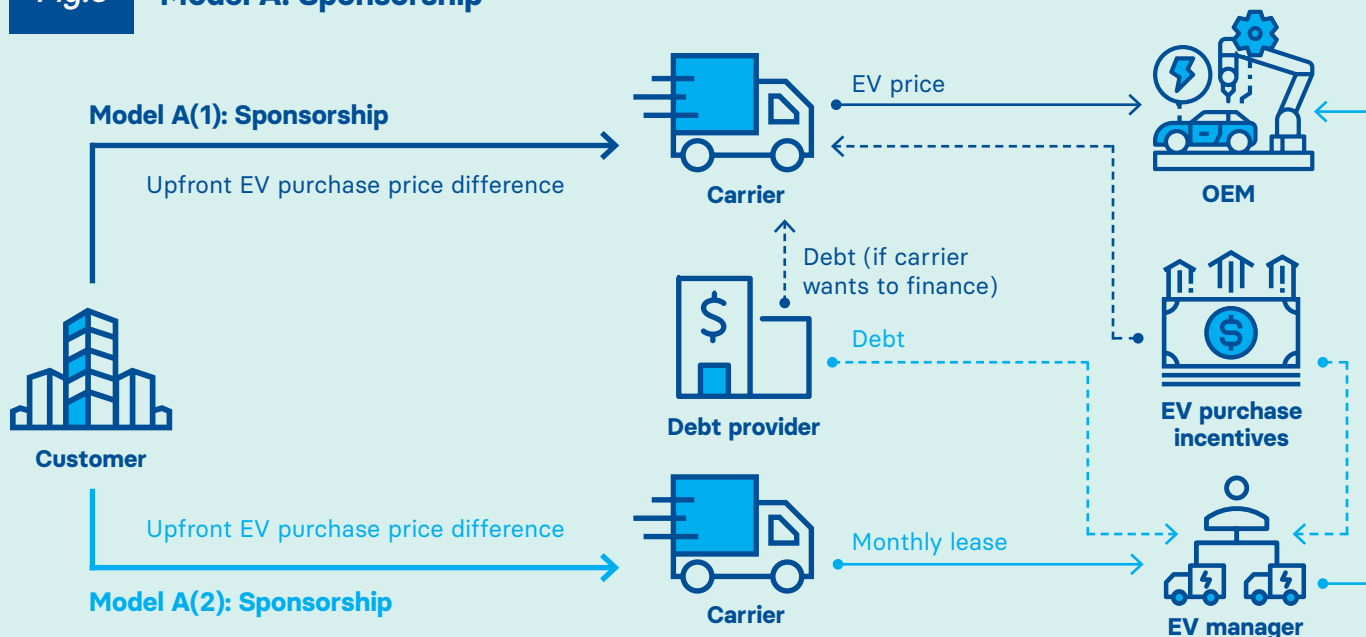 Model A: Sponsorship
Model A(1): Sponsorship
Upfront EV purchase price difference
Carrier
EV price
OEM
Debt (if carrier
wants to finance)
$
Debt
Debt provider
$
EV purchase
incentives
Customer
Upfront EV purchase price difference
Model A(2): Sponsorship
Carrier
Monthly lease
EV manager